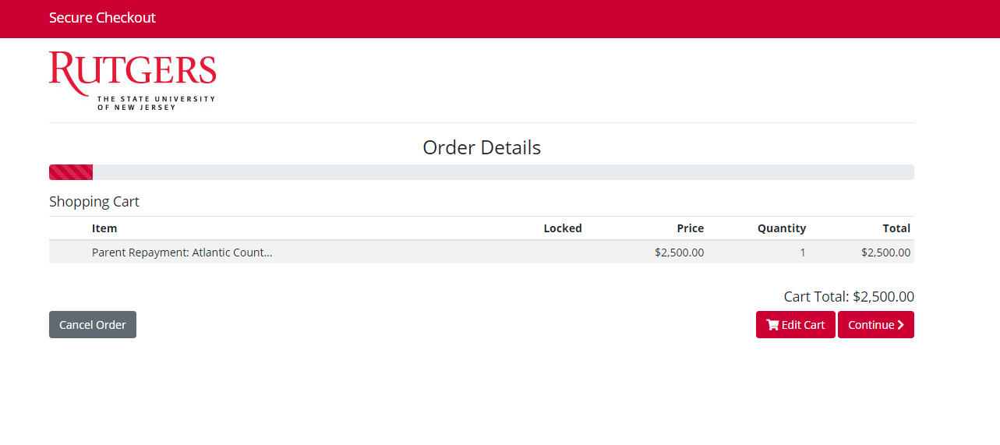 Secure Checkout
RUTGERS
THE STATE UNIVERSITY
OF NEW JERSEY
Order Details
Shopping Cart
Item Locked Price Quantity Total
Parent Repayment: Atlantic Count... $2,500.00 1 $2,500.00
Cart Total: $2,500.00
Cancel Order Edit Cart Continue